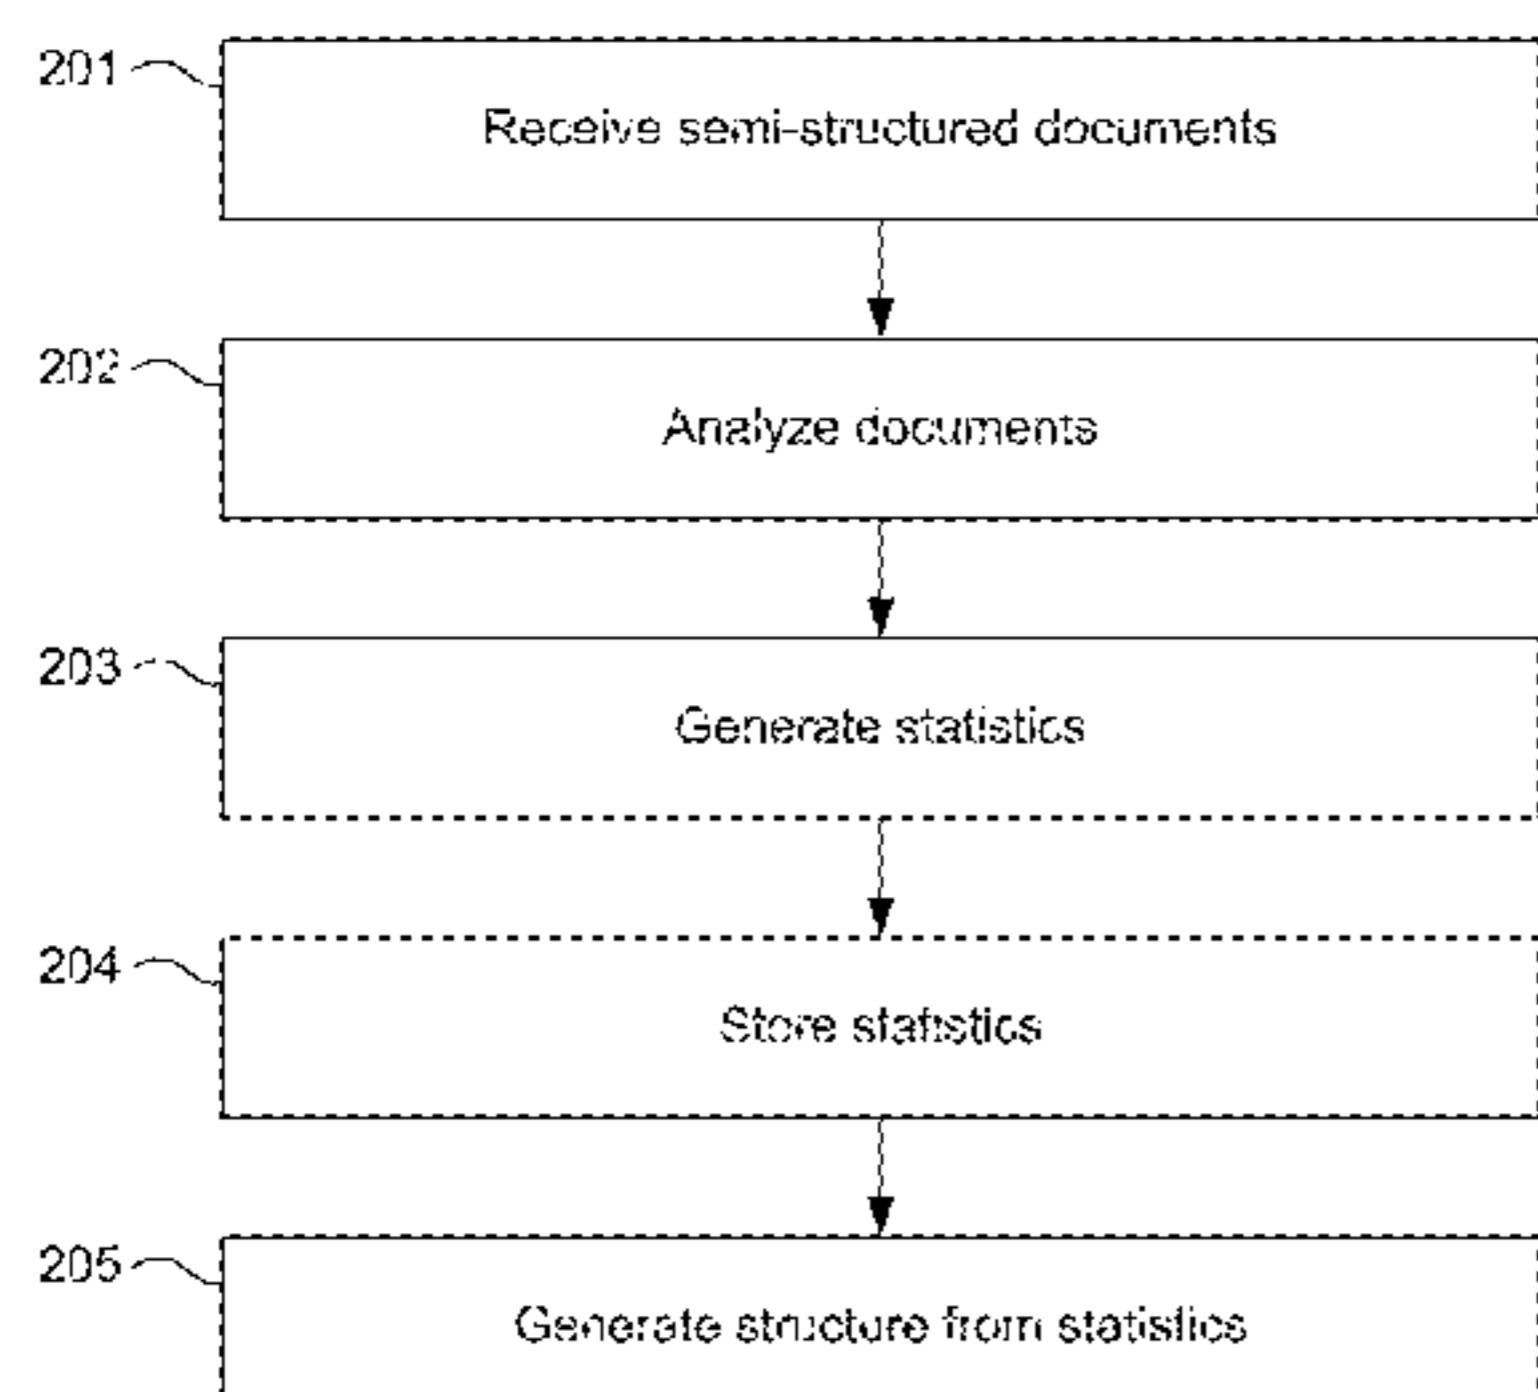 201
Receive semi-structured documents
202
Analyze documents
203
Generate statistics
204
Store statistics
205
Generate structure from statistics